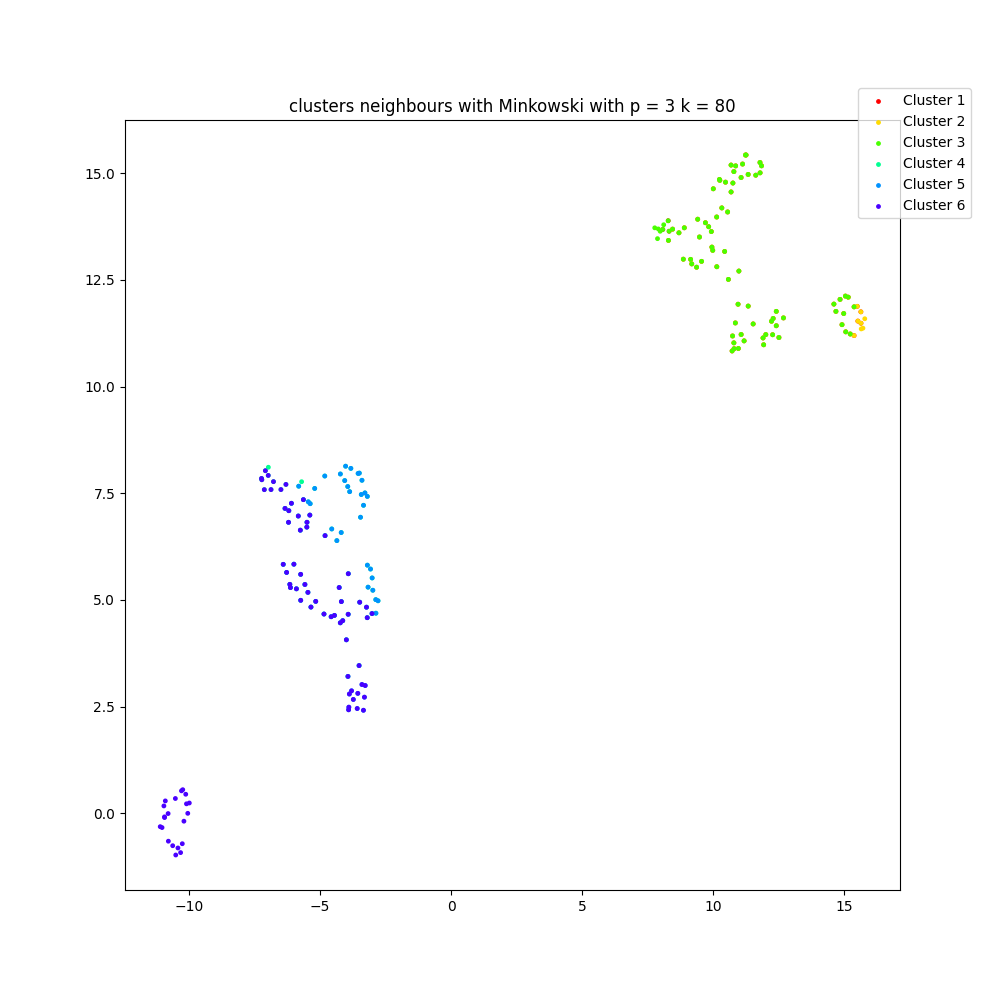 clusters neighbours with Minkowski with p = 3 k = 80
Cluster 1
Cluster 2
Cluster 3
Cluster 4
Cluster 5
Cluster 6
15.0
12.5
10.0
7.5
5.0
2.5
0.0
−10
−5
0
5
10
15